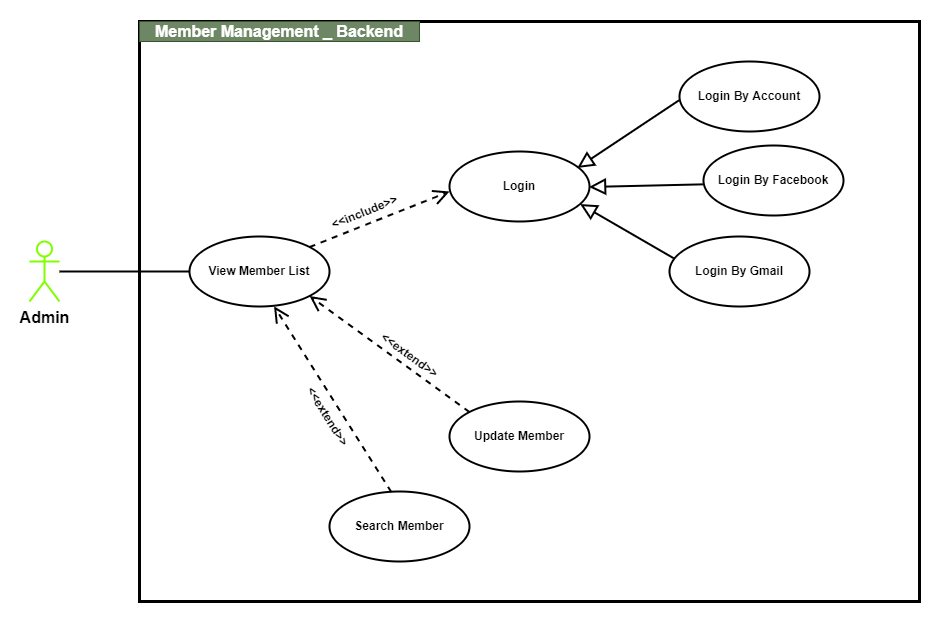 Member Management _ Backend
Login By Account
Login By Facebook
Login
<<include>>
Login By Gmail
View Member List
Admin
<<extend>>
<<extend>>
Update Member
Search Member